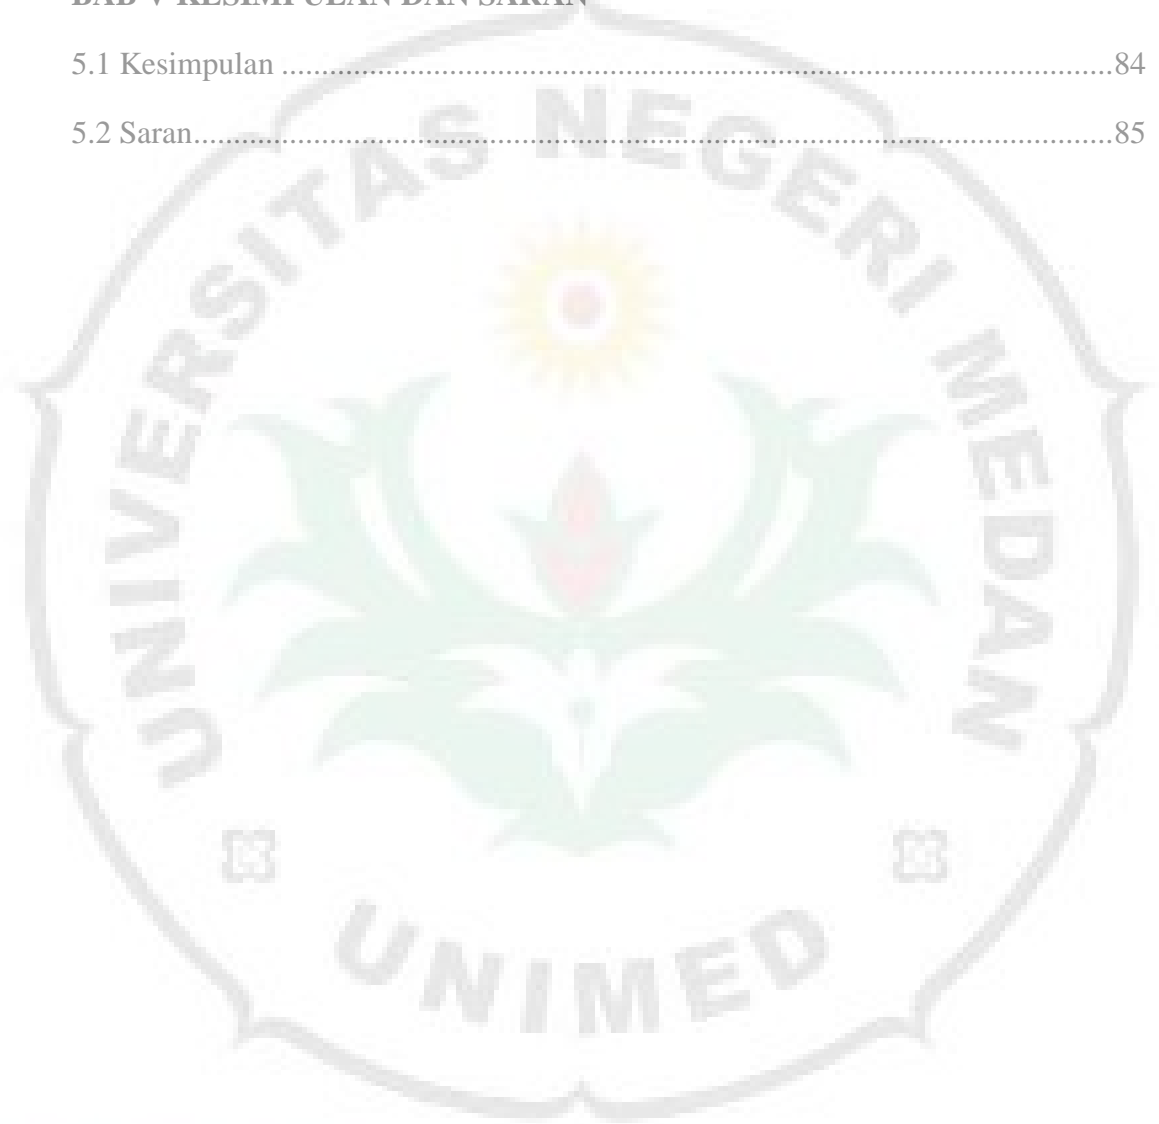 BAB V KESIMPULAN DAN SARAN
5.1 Kesimpulan ........................................................................................................84
5.2 Saran...................................................................................................................85
UNIVERSITAS NEGERI MEDAN
UNIMED